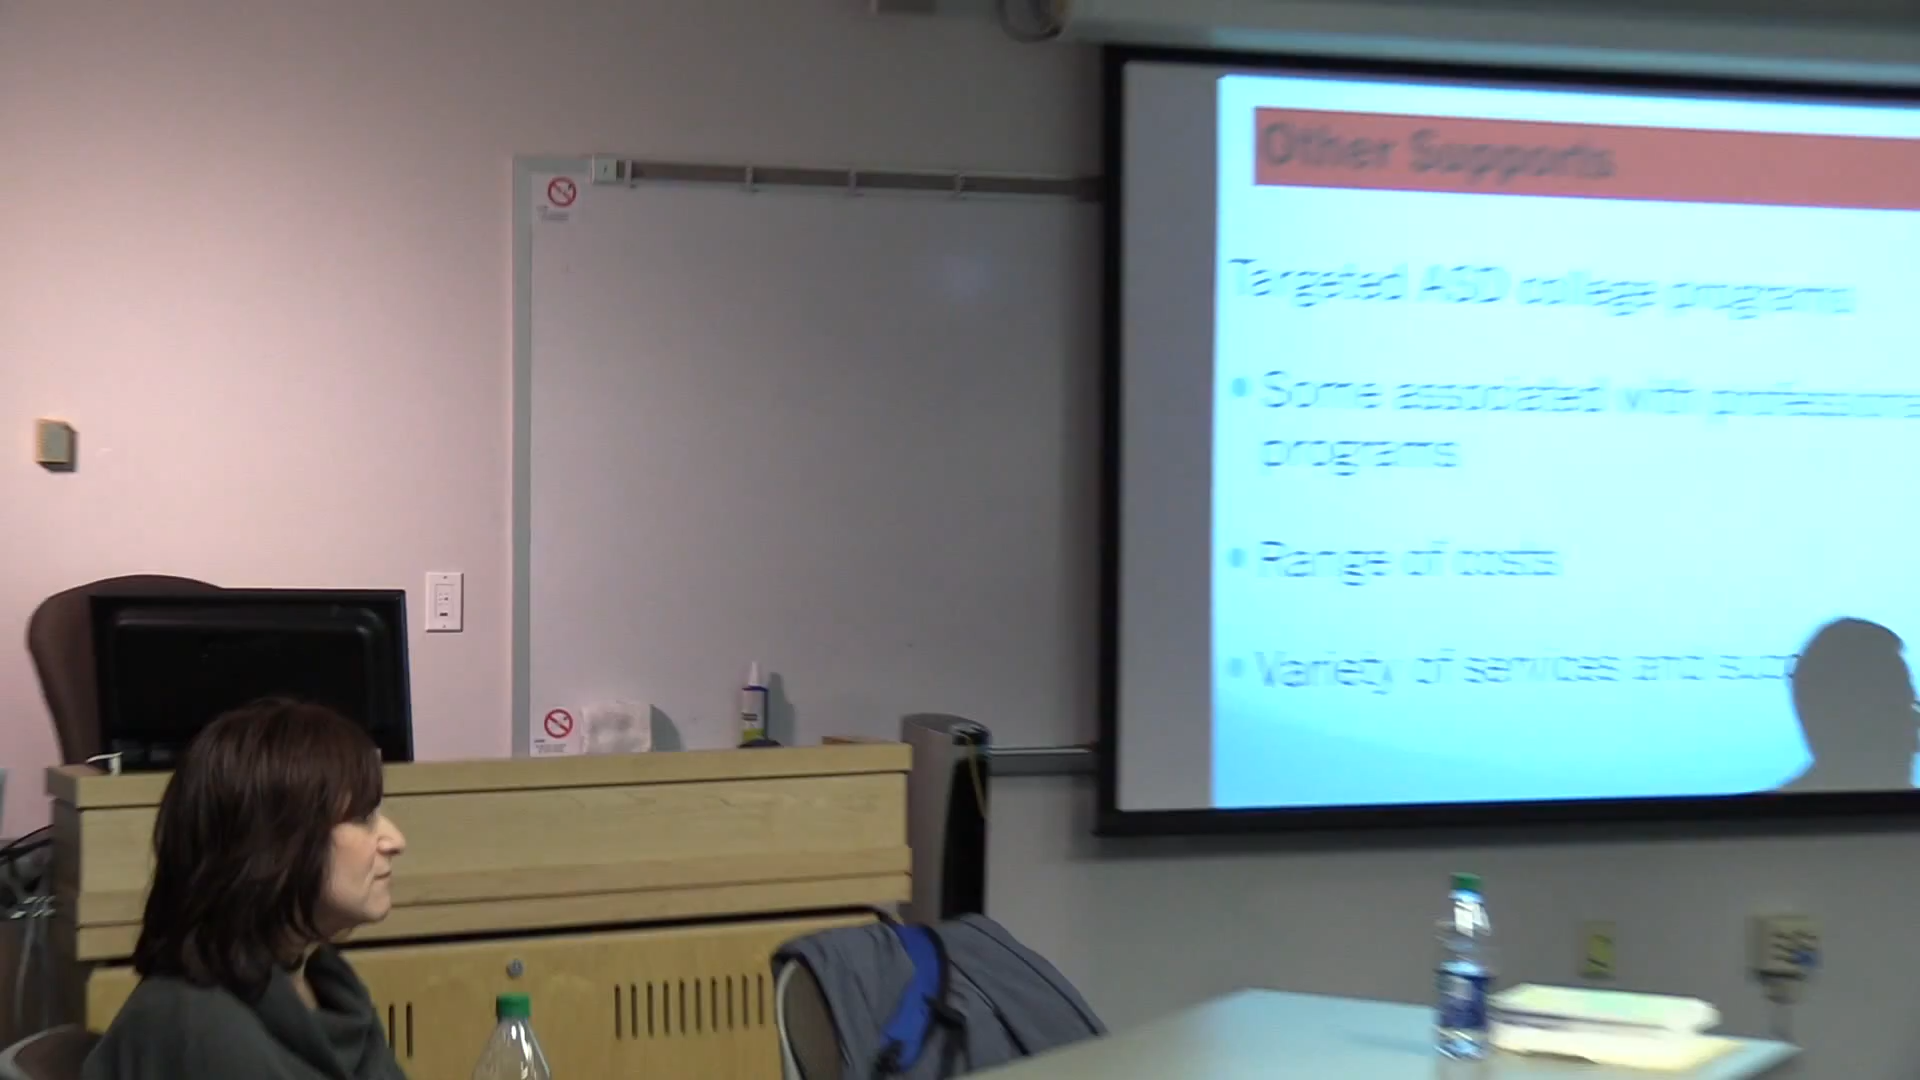 Other Supports
Targeted ASD college programs
• Some associated with
programs
• Range of costs
• Variety of services and